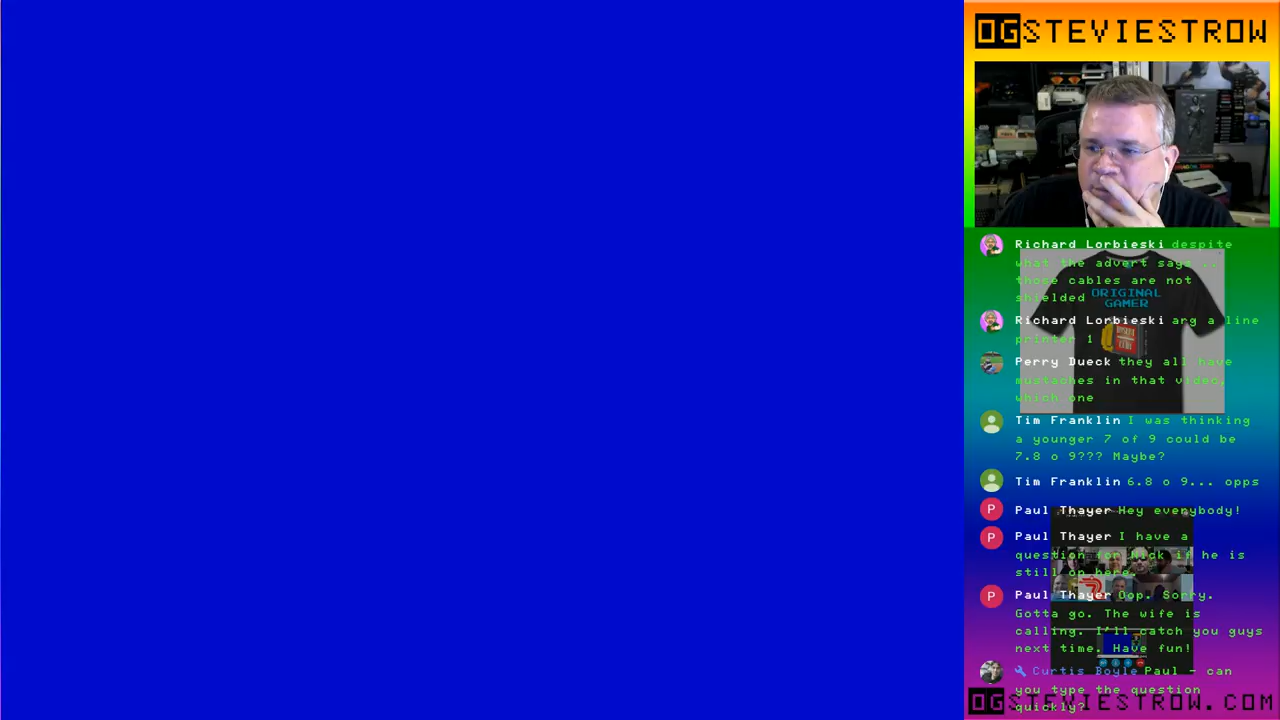 OGSTEVIESTROW
Richard Lorbieski despite
what the advert says...
those cables are not
shielded
ORIGINAL
GAMER
Richard Lorbieski arg a line
printer 1
Perry Dueck they all have
mustaches in that video,
which one
Tim Franklin I was thinking
a younger 7 of 9 could be
7.8 o 9??? Maybe?
Tim Franklin 6.8 o 9... opps
P Paul Thayer Hey everybody!
P Paul Thayer I have a
question for Nick if he is
still on here.
P Paul Thayer Oop. Sorry.
Gotta go. The wife is
calling. I'll catch you guys
next time. Have fun!
Curtis Boyle Paul - can
you type the question
quickly?
OGSTEVIESTROW.COM